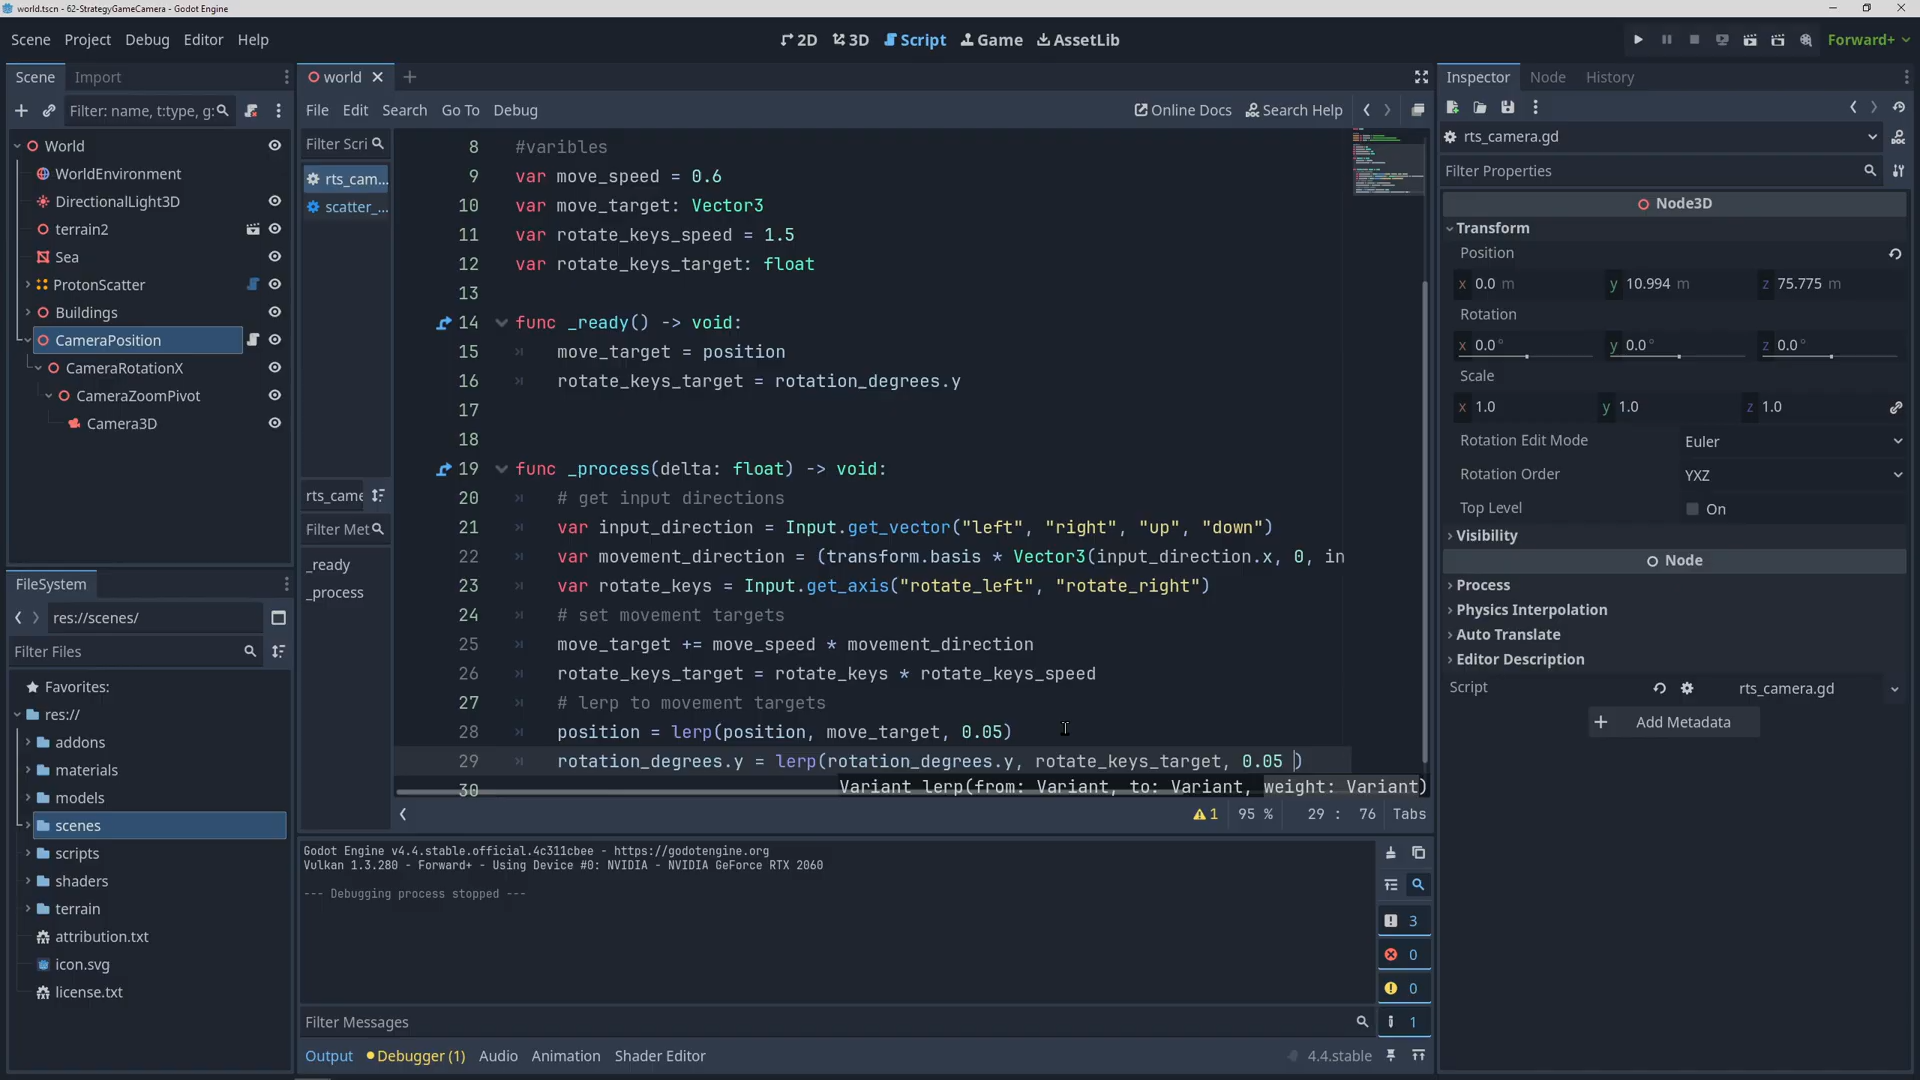 world.tscn - 62-StrategyGameCamera - Godot Engine
Scene Project Debug Editor Help
2D 3D Script Game AssetLib
Forward+
Scene Import
Filter: name, t:type, g:
World
WorldEnvironment
DirectionalLight3D
terrain2
Sea
ProtonScatter
Buildings
CameraPosition
CameraRotationX
CameraZoomPivot
Camera3D
FileSystem
res://scenes/
Filter Files
Favorites:
res://
addons
materials
models
scenes
scripts
shaders
terrain
attribution.txt
icon.svg
license.txt
world
File Edit Search Go To Debug
Online Docs Search Help
Filter Scri
rts_cam...
scatter_...
rts_came
Filter Met
_ready
_process
8 #varibles
9 var move_speed = 0.6
10 var move_target: Vector3
11 var rotate_keys_speed = 1.5
12 var rotate_keys_target: float
13
14 func _ready() -> void:
15 move_target = position
16 rotate_keys_target = rotation_degrees.y
17
18
19 func _process(delta: float) -> void:
20 # get input directions
21 var input_direction = Input.get_vector("left", "right", "up", "down")
22 var movement_direction = (transform.basis * Vector3(input_direction.x, 0, in
23 var rotate_keys = Input.get_axis("rotate_left", "rotate_right")
24 # set movement targets
25 move_target += move_speed * movement_direction
26 rotate_keys_target = rotate_keys * rotate_keys_speed
27 # lerp to movement targets
28 position = lerp(position, move_target, 0.05)
29 rotation_degrees.y = lerp(rotation_degrees.y, rotate_keys_target, 0.05 )
30
Variant lerp(from: Variant, to: Variant, weight: Variant)
1 95 % 29 : 76 Tabs
Godot Engine v4.4.stable.official.4c311cbee - https://godotengine.org
Vulkan 1.3.280 - Forward+ - Using Device #0: NVIDIA - NVIDIA GeForce RTX 2060
--- Debugging process stopped ---
3
0
0
1
Filter Messages
Output Debugger (1) Audio Animation Shader Editor
4.4.stable
Inspector Node History
rts_camera.gd
Filter Properties
Node3D
Transform
Position
x 0.0 m y 10.994 m z 75.775 m
Rotation
x 0.0 ° y 0.0 ° z 0.0 °
Scale
x 1.0 y 1.0 z 1.0
Rotation Edit Mode Euler
Rotation Order YXZ
Top Level On
Visibility
Node
Process
Physics Interpolation
Auto Translate
Editor Description
Script rts_camera.gd
Add Metadata